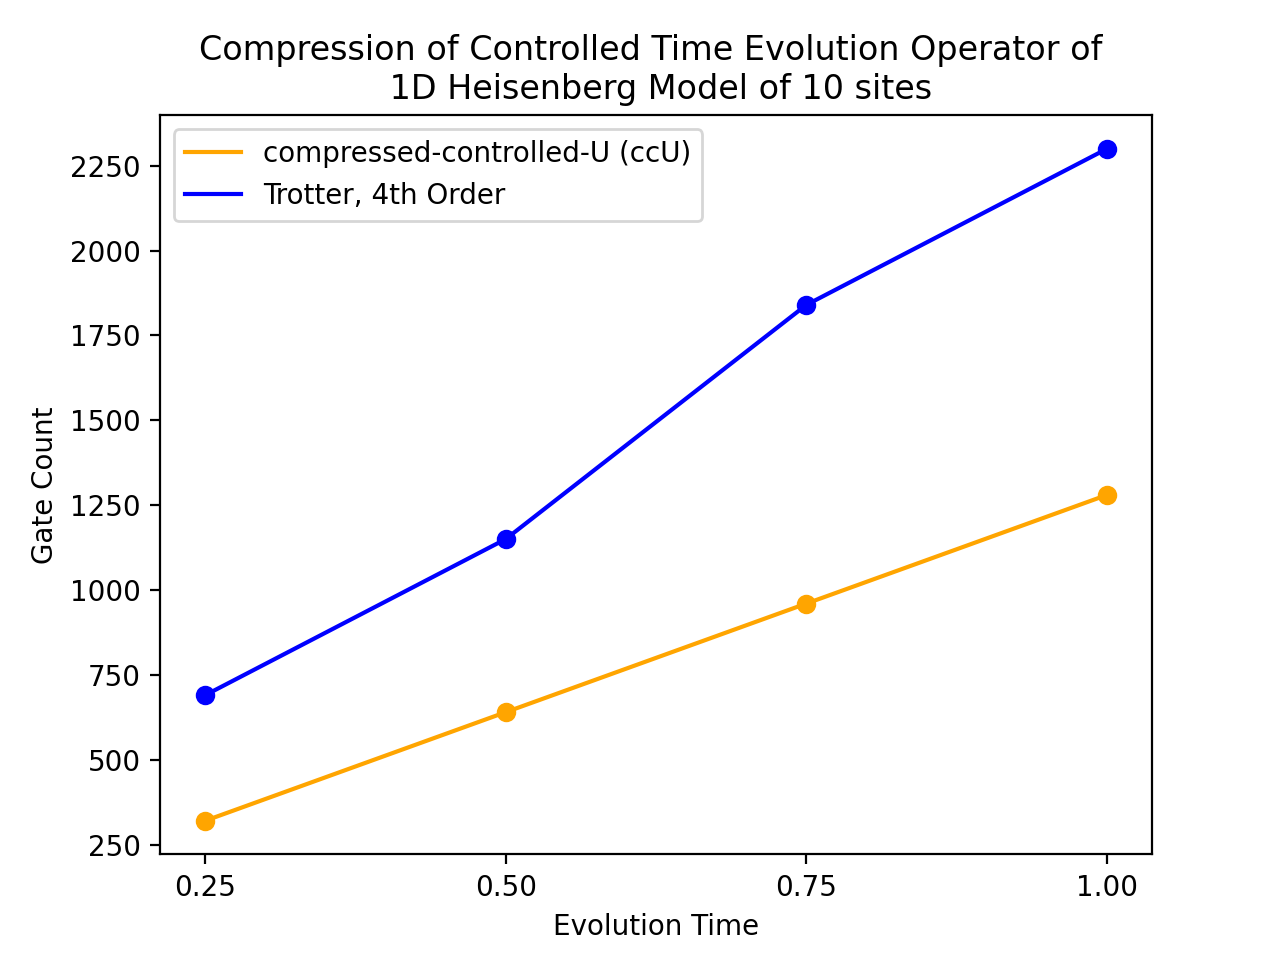 Compression of Controlled Time Evolution Operator of
1D Heisenberg Model of 10 sites
compressed-controlled-U (ccU)
Trotter, 4th Order
Gate Count
2250
2000
1750
1500
1250
1000
750
500
250
0.25 0.50 0.75 1.00
Evolution Time